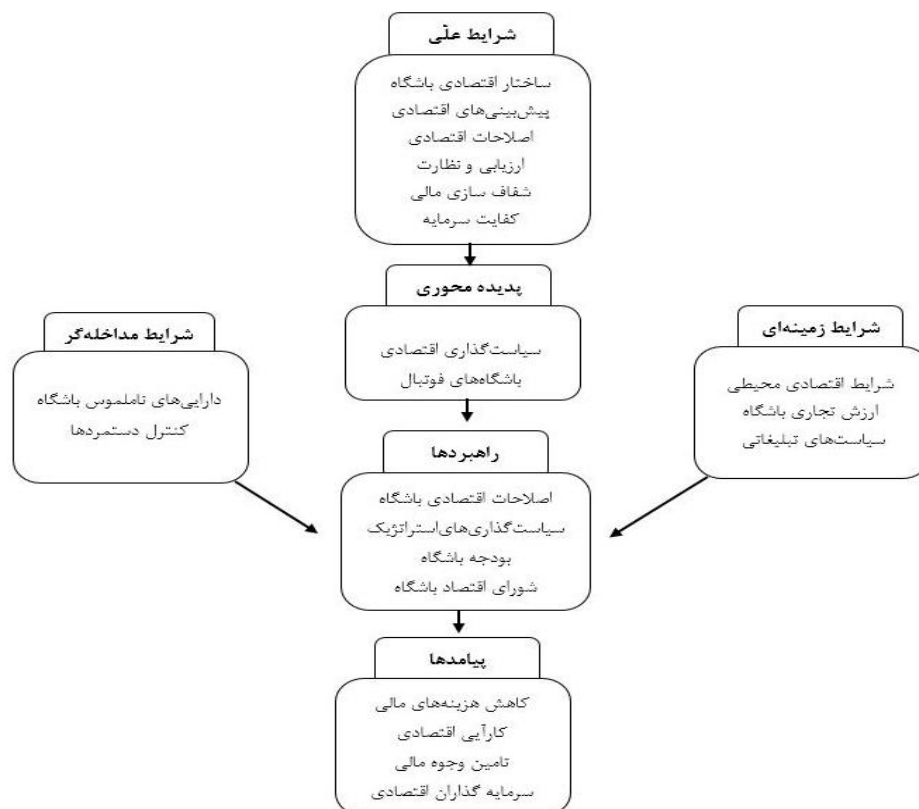 شرایط علّی
ساختار اقتصادی باشگاه
پیش‌بینی‌های اقتصادی
اصلاحات اقتصادی
ارزیابی و نظارت
شفاف سازی مالی
کفایت سرمایه
پدیده محوری
سیاست‌گذاری اقتصادی
باشگاه‌های فوتبال
شرایط زمینه‌ای
شرایط اقتصادی محیطی
ارزش تجاری باشگاه
سیاست‌های تبلیغاتی
شرایط مداخله‌گر
دارایی‌های ناملموس باشگاه
کنترل دستمزدها
راهبردها
اصلاحات اقتصادی باشگاه
سیاست‌گذاری‌های‌استراتژیک
بودجه باشگاه
شورای اقتصاد باشگاه
پیامدها
کاهش هزینه‌های مالی
کارآیی اقتصادی
تامین وجوه مالی
سرمایه گذاران اقتصادی